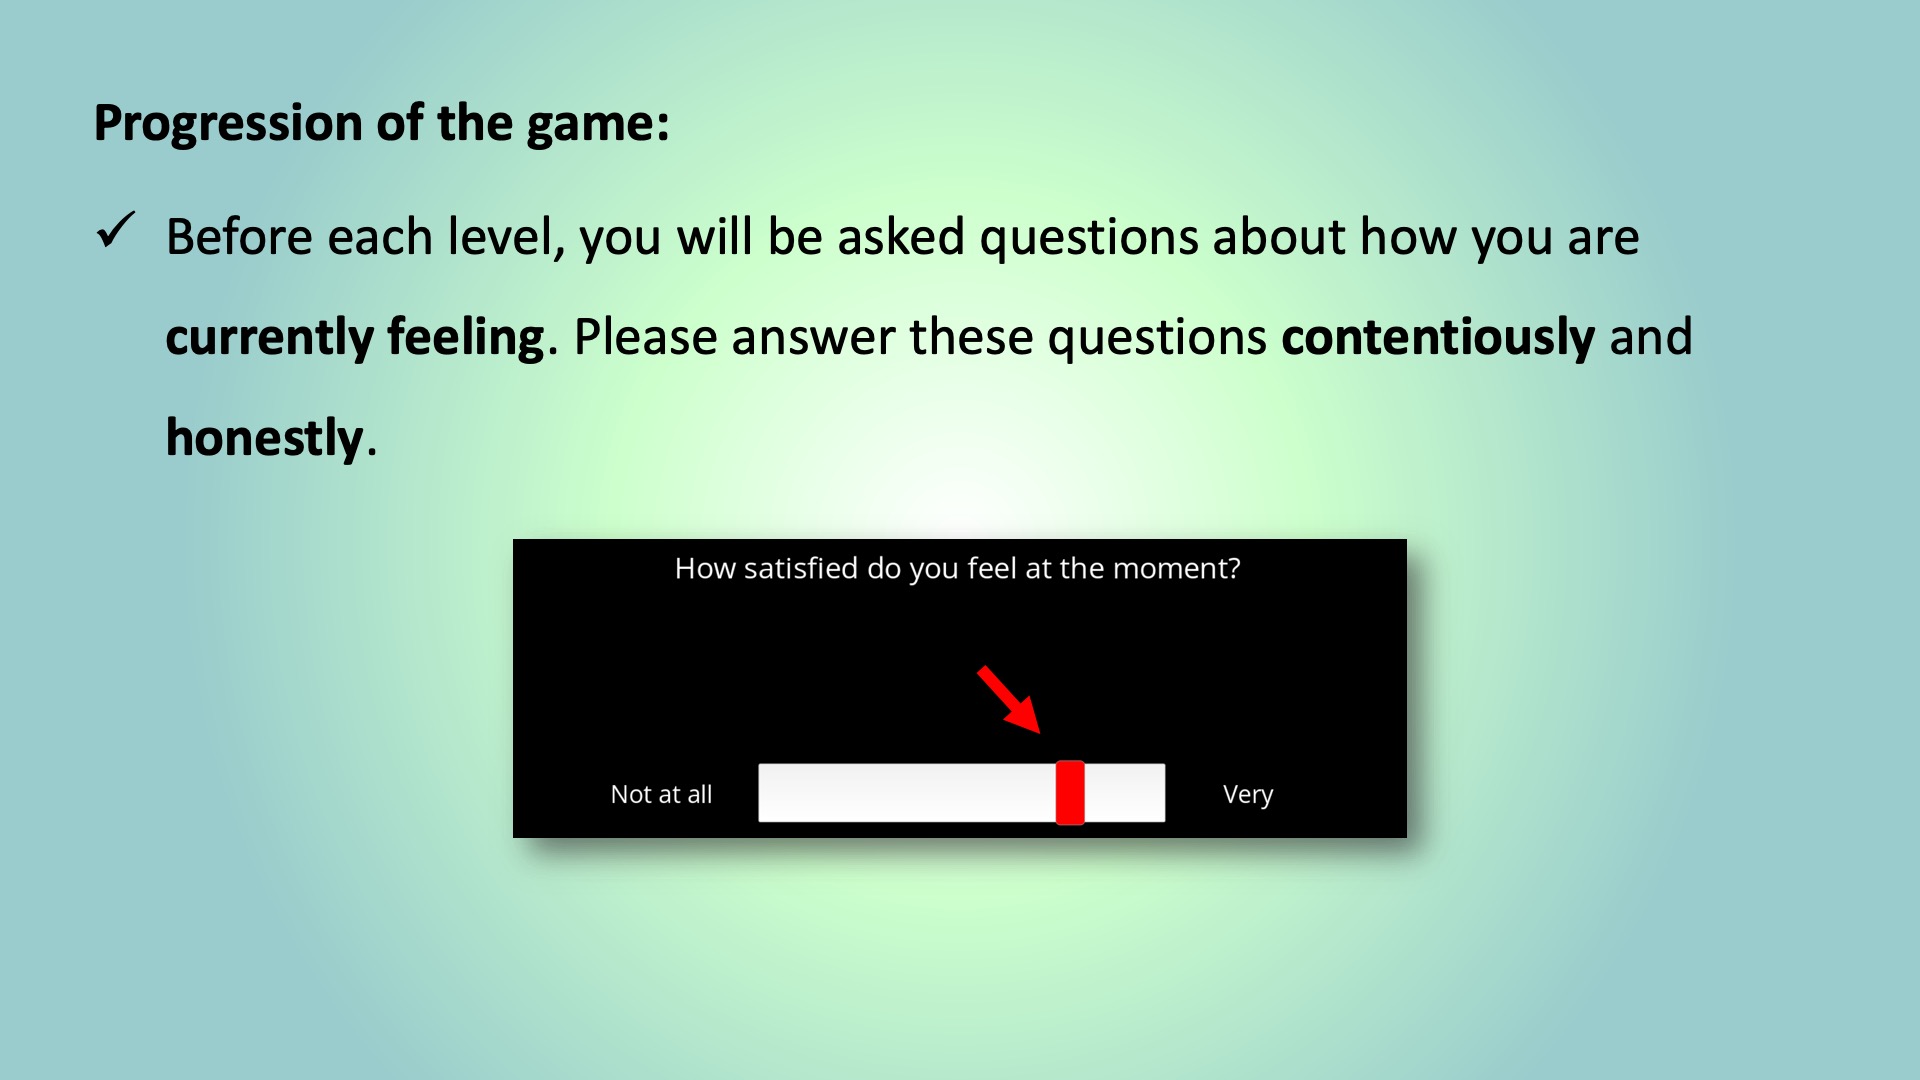 Progression of the game:
✓ Before each level, you will be asked questions about how you are
currently feeling. Please answer these questions contentiously and
honestly.
How satisfied do you feel at the moment?
Not at all Very